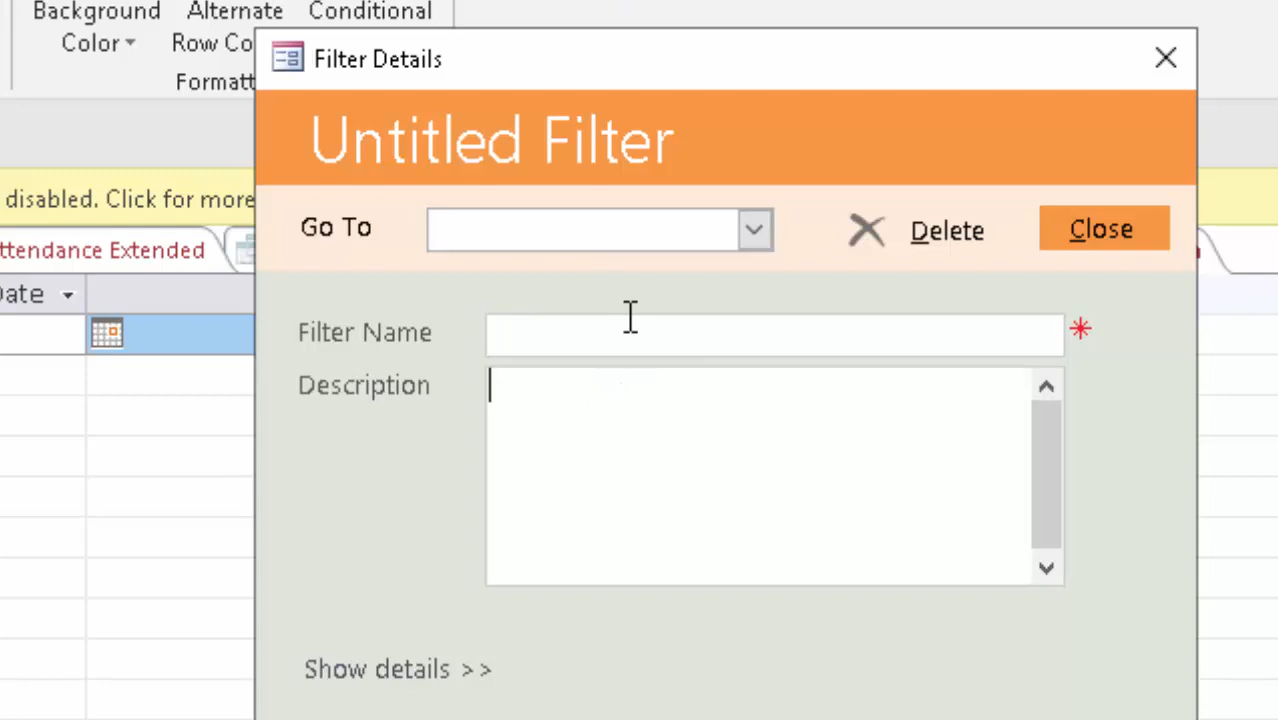 Background Alternate Conditional
Color Row Co
Formatt
Filter Details
Untitled Filter
disabled. Click for more
Go To
Delete
Close
ttendance Extended
Date
Filter Name
*
Description
Show details >>